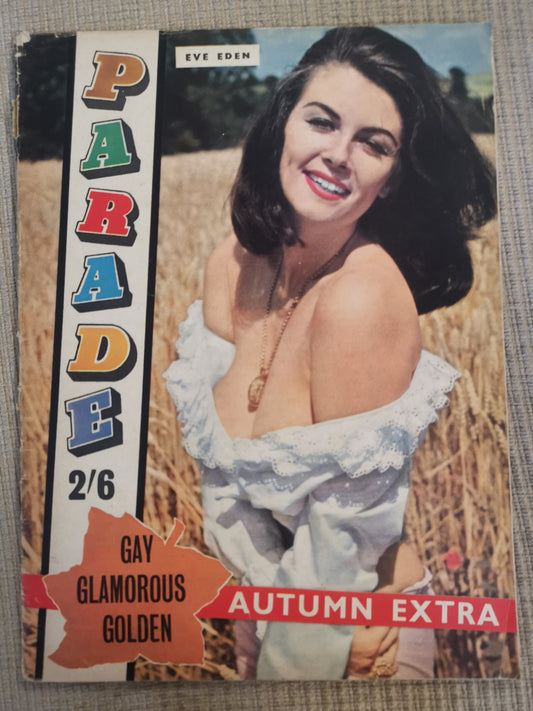 EVE EDEN
PARADE
2/6
GAY
GLAMOROUS
GOLDEN
AUTUMN EXTRA